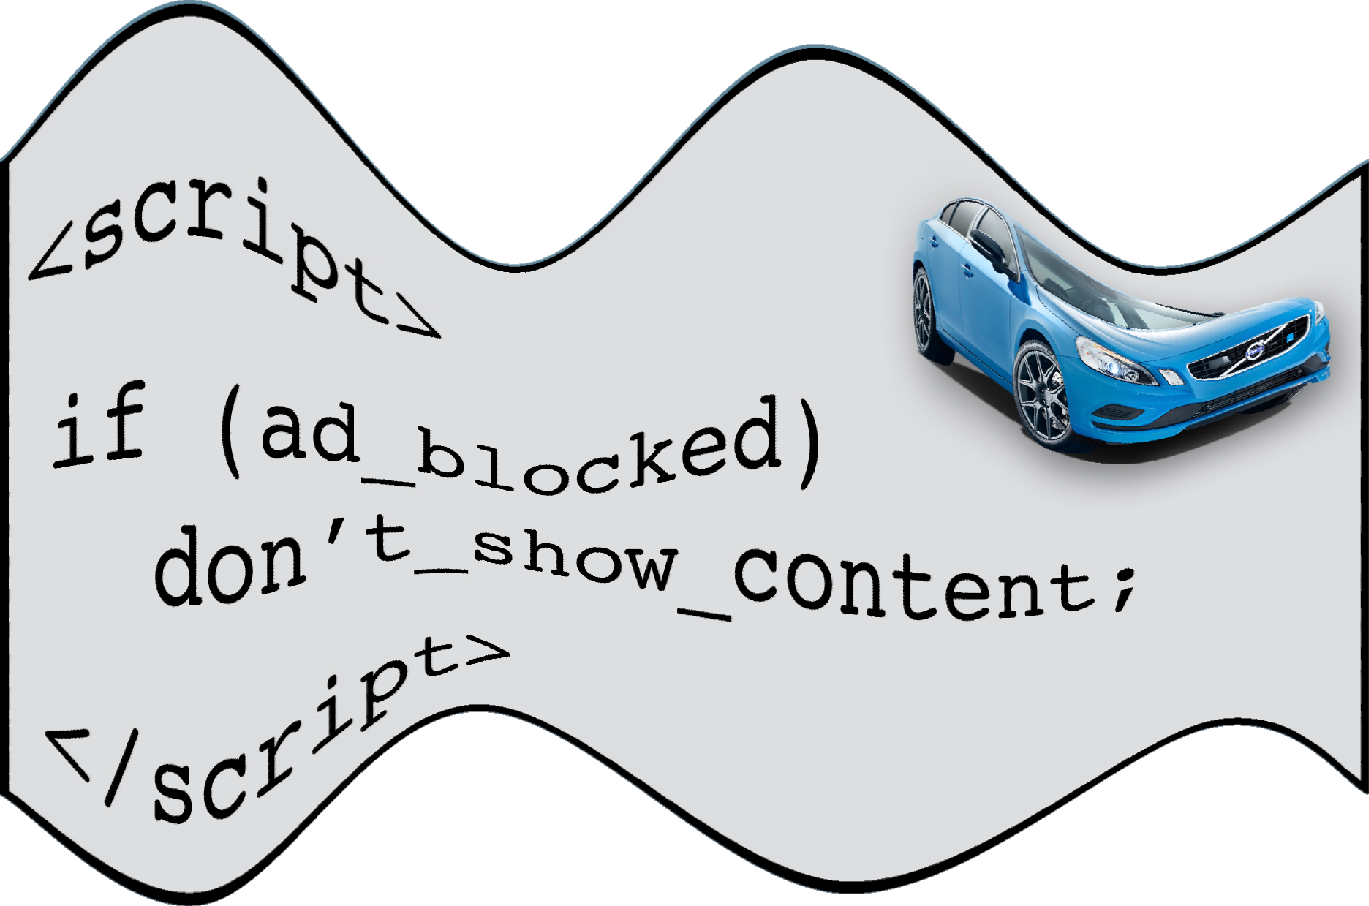 <script>
if (ad_blocked)
don't_show_content;
</script>